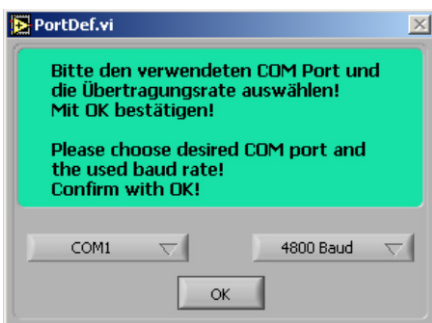 PortDef.vi
Bitte den verwendeten COM Port und
die Übertragungsrate auswählen!
Mit OK bestätigen!
Please choose desired COM port and
the used baud rate!
Confirm with OK!
COM1 4800 Baud
OK